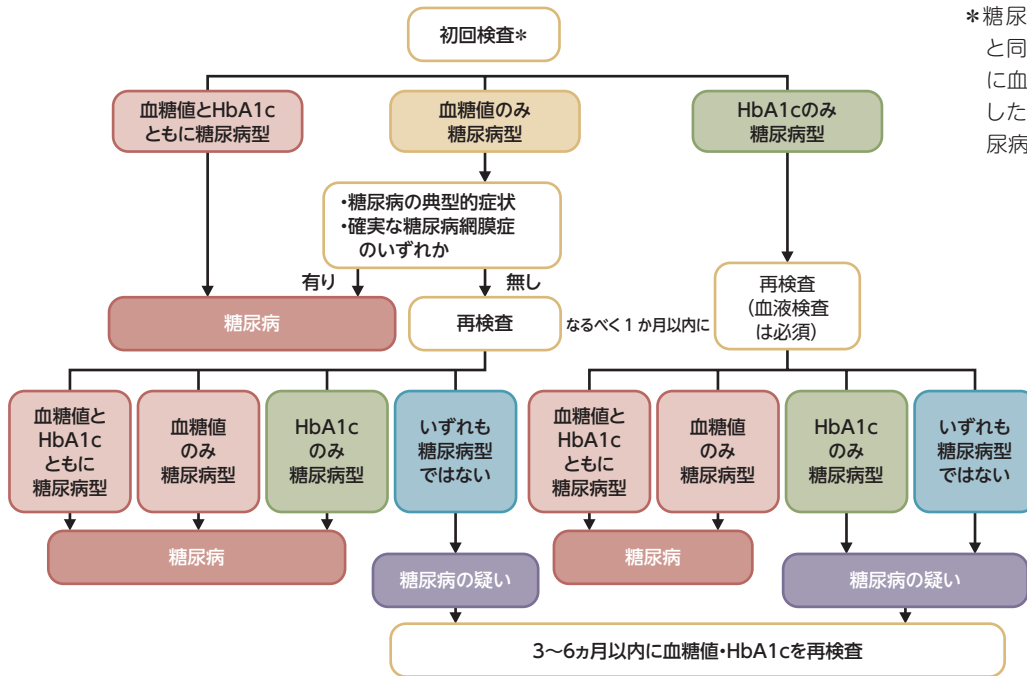 初回検査*
*糖尿
と同
に血
した
尿病
血糖値とHbA1c
ともに糖尿病型
血糖値のみ
糖尿病型
HbA1cのみ
糖尿病型
・糖尿病の典型的症状
・確実な糖尿病網膜症
のいずれか
有り
無し
糖尿病
再検査
なるべく1か月以内に
再検査
(血液検査
は必須)
血糖値と
HbA1c
ともに
糖尿病型
血糖値
のみ
糖尿病型
HbA1c
のみ
糖尿病型
いずれも
糖尿病型
ではない
血糖値と
HbA1c
ともに
糖尿病型
血糖値
のみ
糖尿病型
HbA1c
のみ
糖尿病型
いずれも
糖尿病型
ではない
糖尿病
糖尿病の疑い
糖尿病
糖尿病の疑い
3〜6ヵ月以内に血糖値・HbA1cを再検査